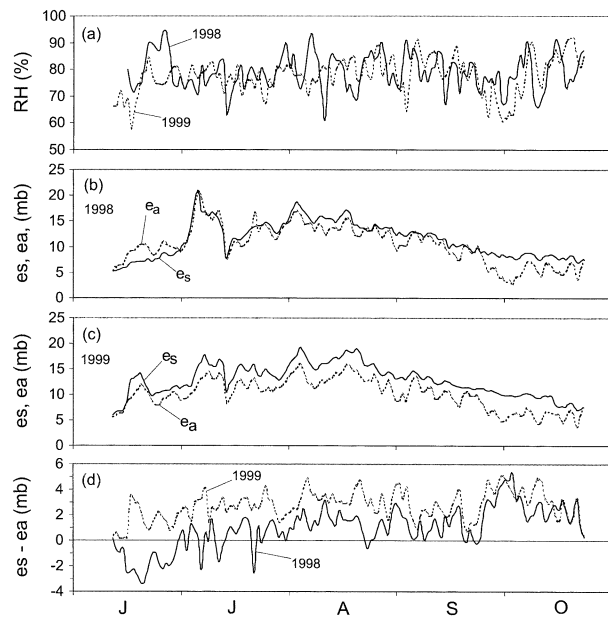 100
90
80
70
60
50
RH (%)
(a)
1998
1999
25
20
15
10
5
0
es, ea, (mb)
(b)
1998
ea
es
25
20
15
10
5
0
es, ea (mb)
(c)
1999
es
ea
6
4
2
0
-2
-4
es - ea (mb)
(d)
1999
1998
J J A S O